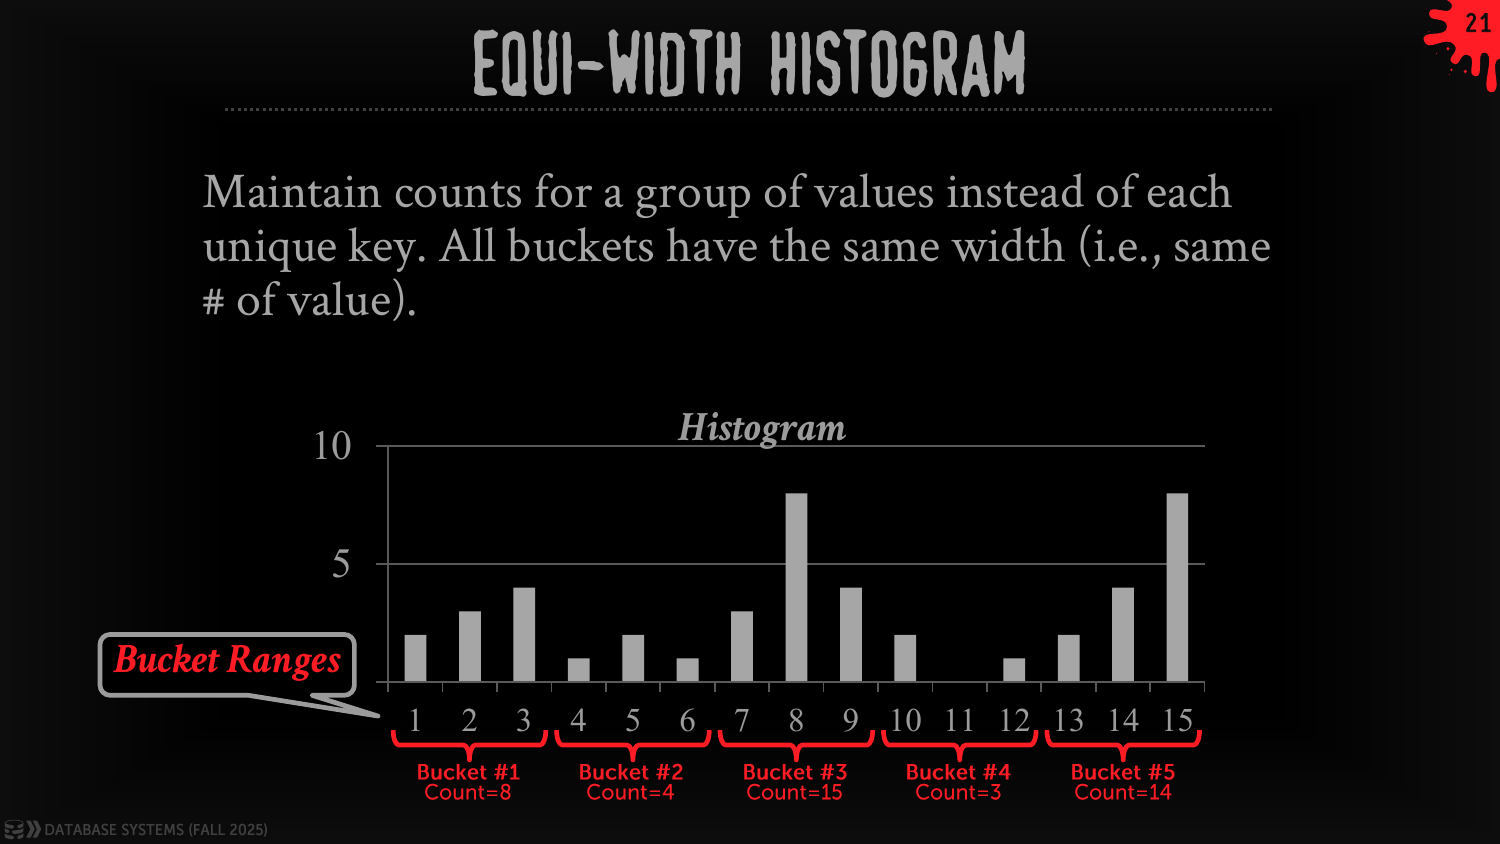 21
EQUI-WIDTH HISTOGRAM
Maintain counts for a group of values instead of each
unique key. All buckets have the same width (i.e., same
# of value).
Histogram
10
5
Bucket Ranges
1 2 3 4 5 6 7 8 9 10 11 12 13 14 15
Bucket #1 Bucket #2 Bucket #3 Bucket #4 Bucket #5
Count=8 Count=4 Count=15 Count=3 Count=14
DATABASE SYSTEMS (FALL 2025)